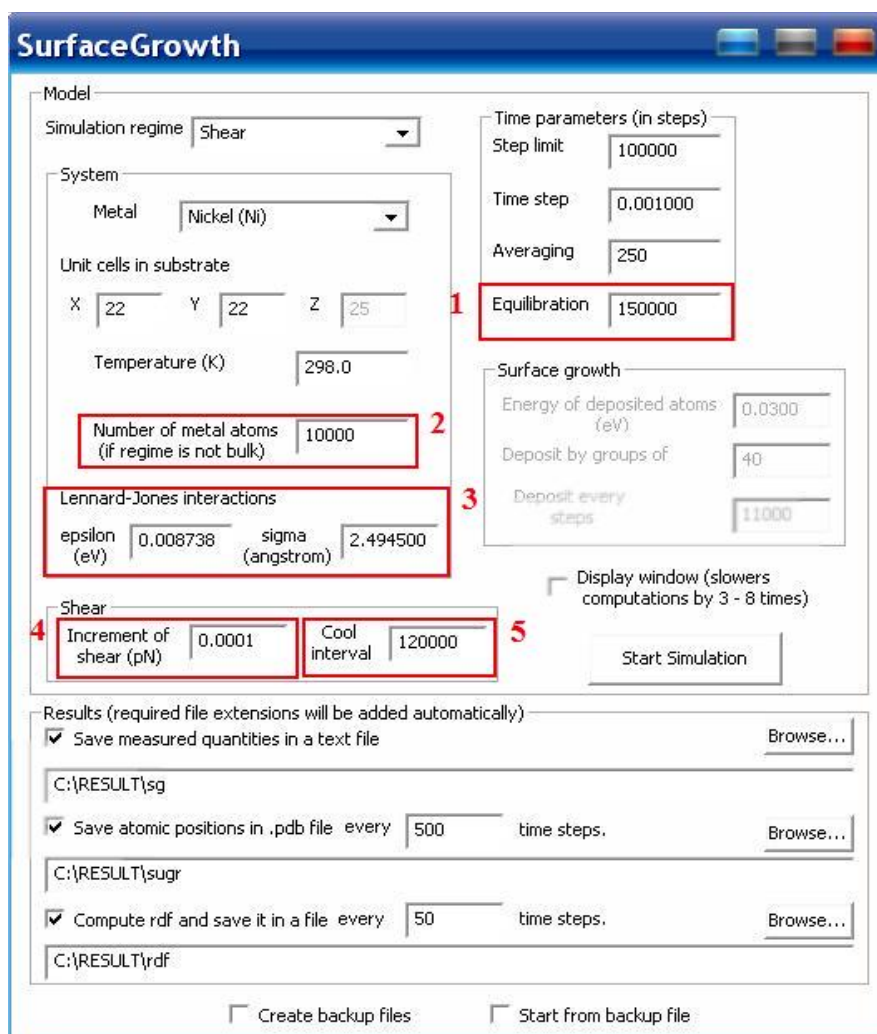 SurfaceGrowth
Model
Simulation regime Shear
System
Metal Nickel (Ni)
Unit cells in substrate
X 22 Y 22 Z 25
Temperature (K) 298.0
Number of metal atoms
(if regime is not bulk) 10000 2
Lennard-Jones interactions 3
epsilon
(eV) 0.008738 sigma
(angstrom) 2.494500
Shear
4 Increment of
shear (pN) 0.0001 Cool
interval 120000 5
Time parameters (in steps)
Step limit 100000
Time step 0.001000
Averaging 250
1 Equilibration 150000
Surface growth
Energy of deposited atoms
(eV) 0.0300
Deposit by groups of 40
Deposit every
steps 11000
Display window (slowers
computations by 3 - 8 times)
Start Simulation
Results (required file extensions will be added automatically)
Save measured quantities in a text file Browse...
C:\RESULT\sg
Save atomic positions in .pdb file every 500 time steps. Browse...
C:\RESULT\sugr
Compute rdf and save it in a file every 50 time steps. Browse...
C:\RESULT\rdf
Create backup files Start from backup file